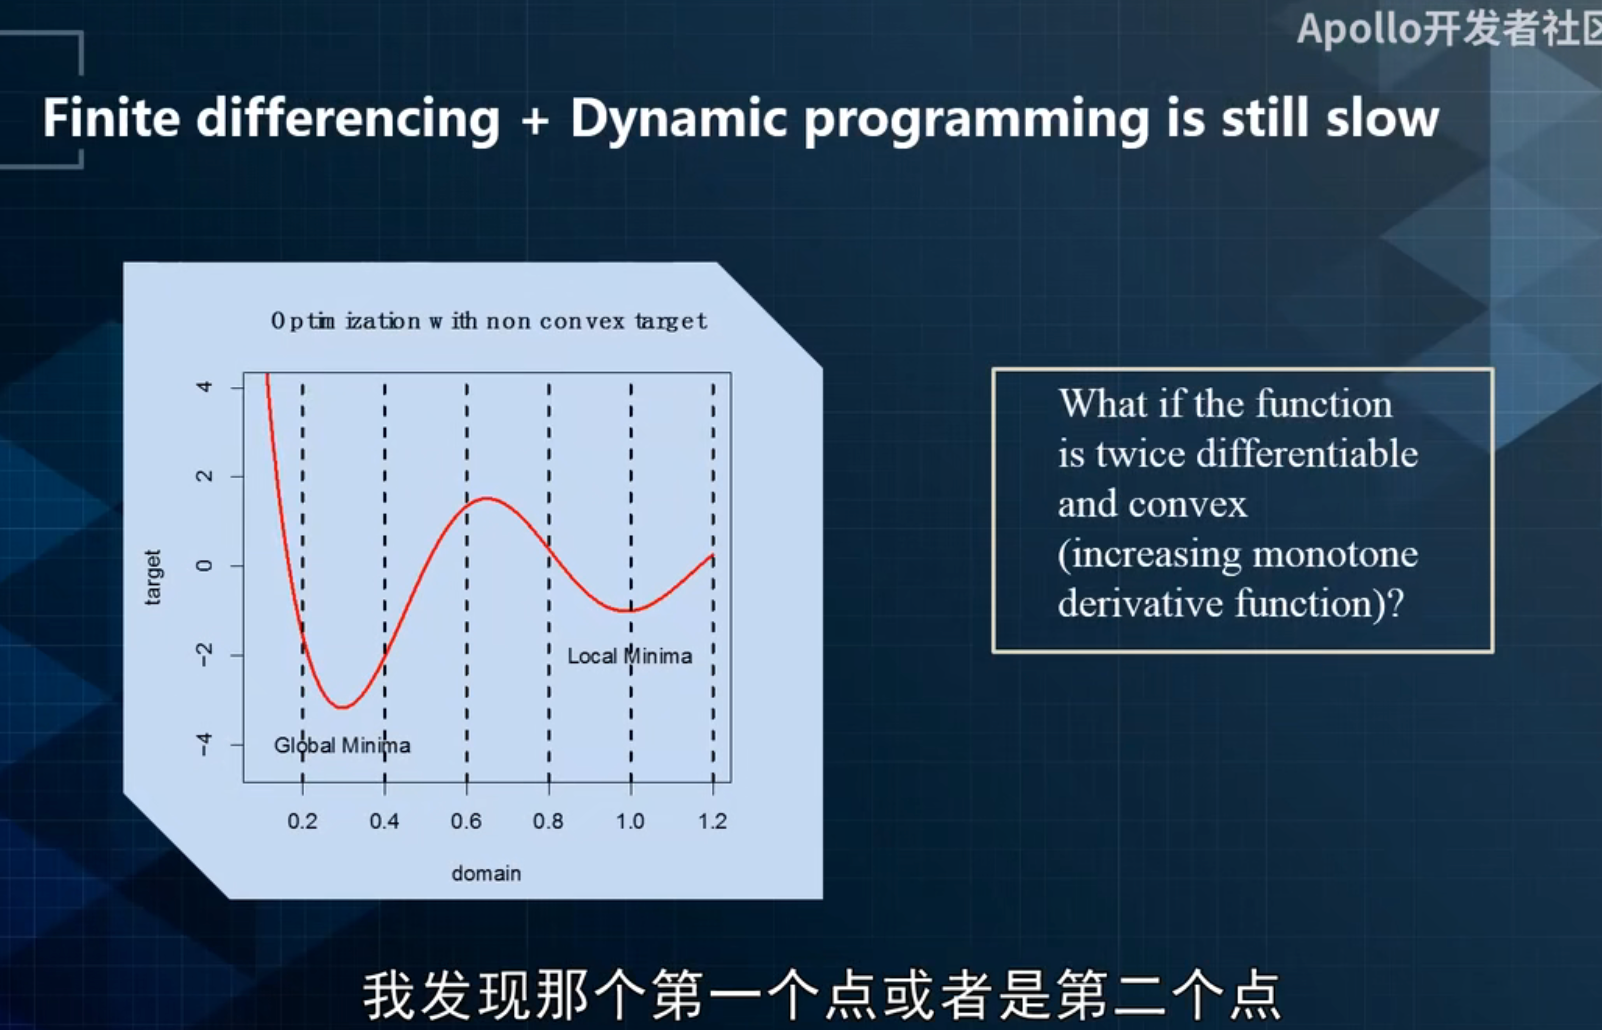 Apollo开发者社区
Finite differencing + Dynamic programming is still slow
Optimization with non convex target
4
2
0
-2
-4
target
Local Minima
Global Minima
0.2 0.4 0.6 0.8 1.0 1.2
domain
What if the function
is twice differentiable
and convex
(increasing monotone
derivative function)?
我发现那个第一个点或者是第二个点